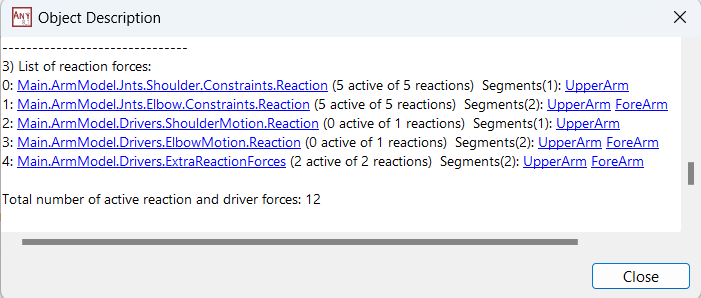 Object Description
-------------------------------
3) List of reaction forces:
0: Main.ArmModel.Jnts.Shoulder.Constraints.Reaction (5 active of 5 reactions)  Segments(1): UpperArm
1: Main.ArmModel.Jnts.Elbow.Constraints.Reaction (5 active of 5 reactions)  Segments(2): UpperArm ForeArm
2: Main.ArmModel.Drivers.ShoulderMotion.Reaction (0 active of 1 reactions)  Segments(1): UpperArm
3: Main.ArmModel.Drivers.ElbowMotion.Reaction (0 active of 1 reactions)  Segments(2): UpperArm ForeArm
4: Main.ArmModel.Drivers.ExtraReactionForces (2 active of 2 reactions)  Segments(2): UpperArm ForeArm
Total number of active reaction and driver forces: 12
Close